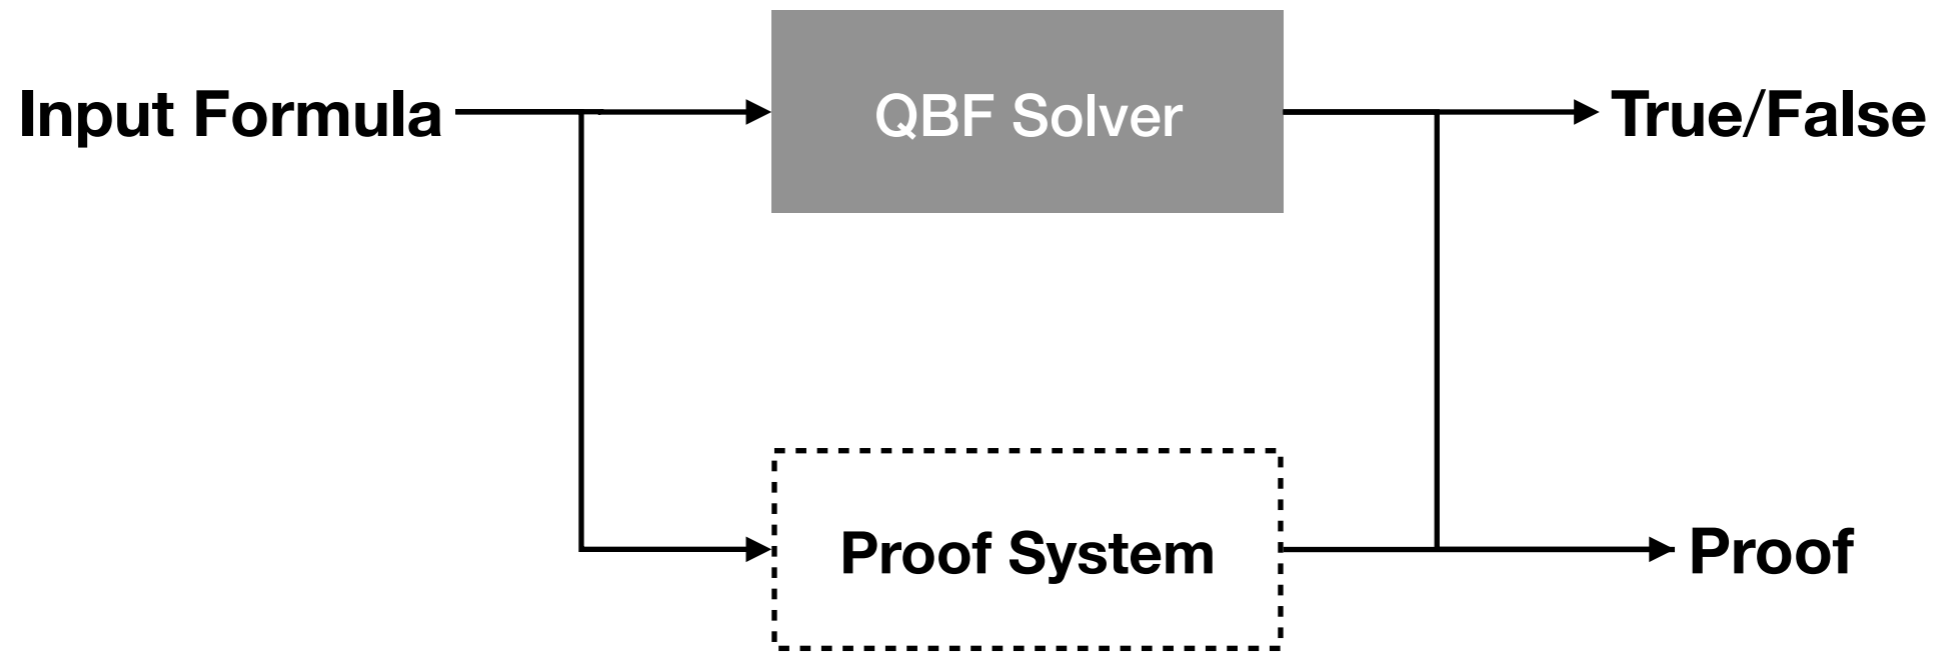 Input Formula
QBF Solver
True/False
Proof System
Proof